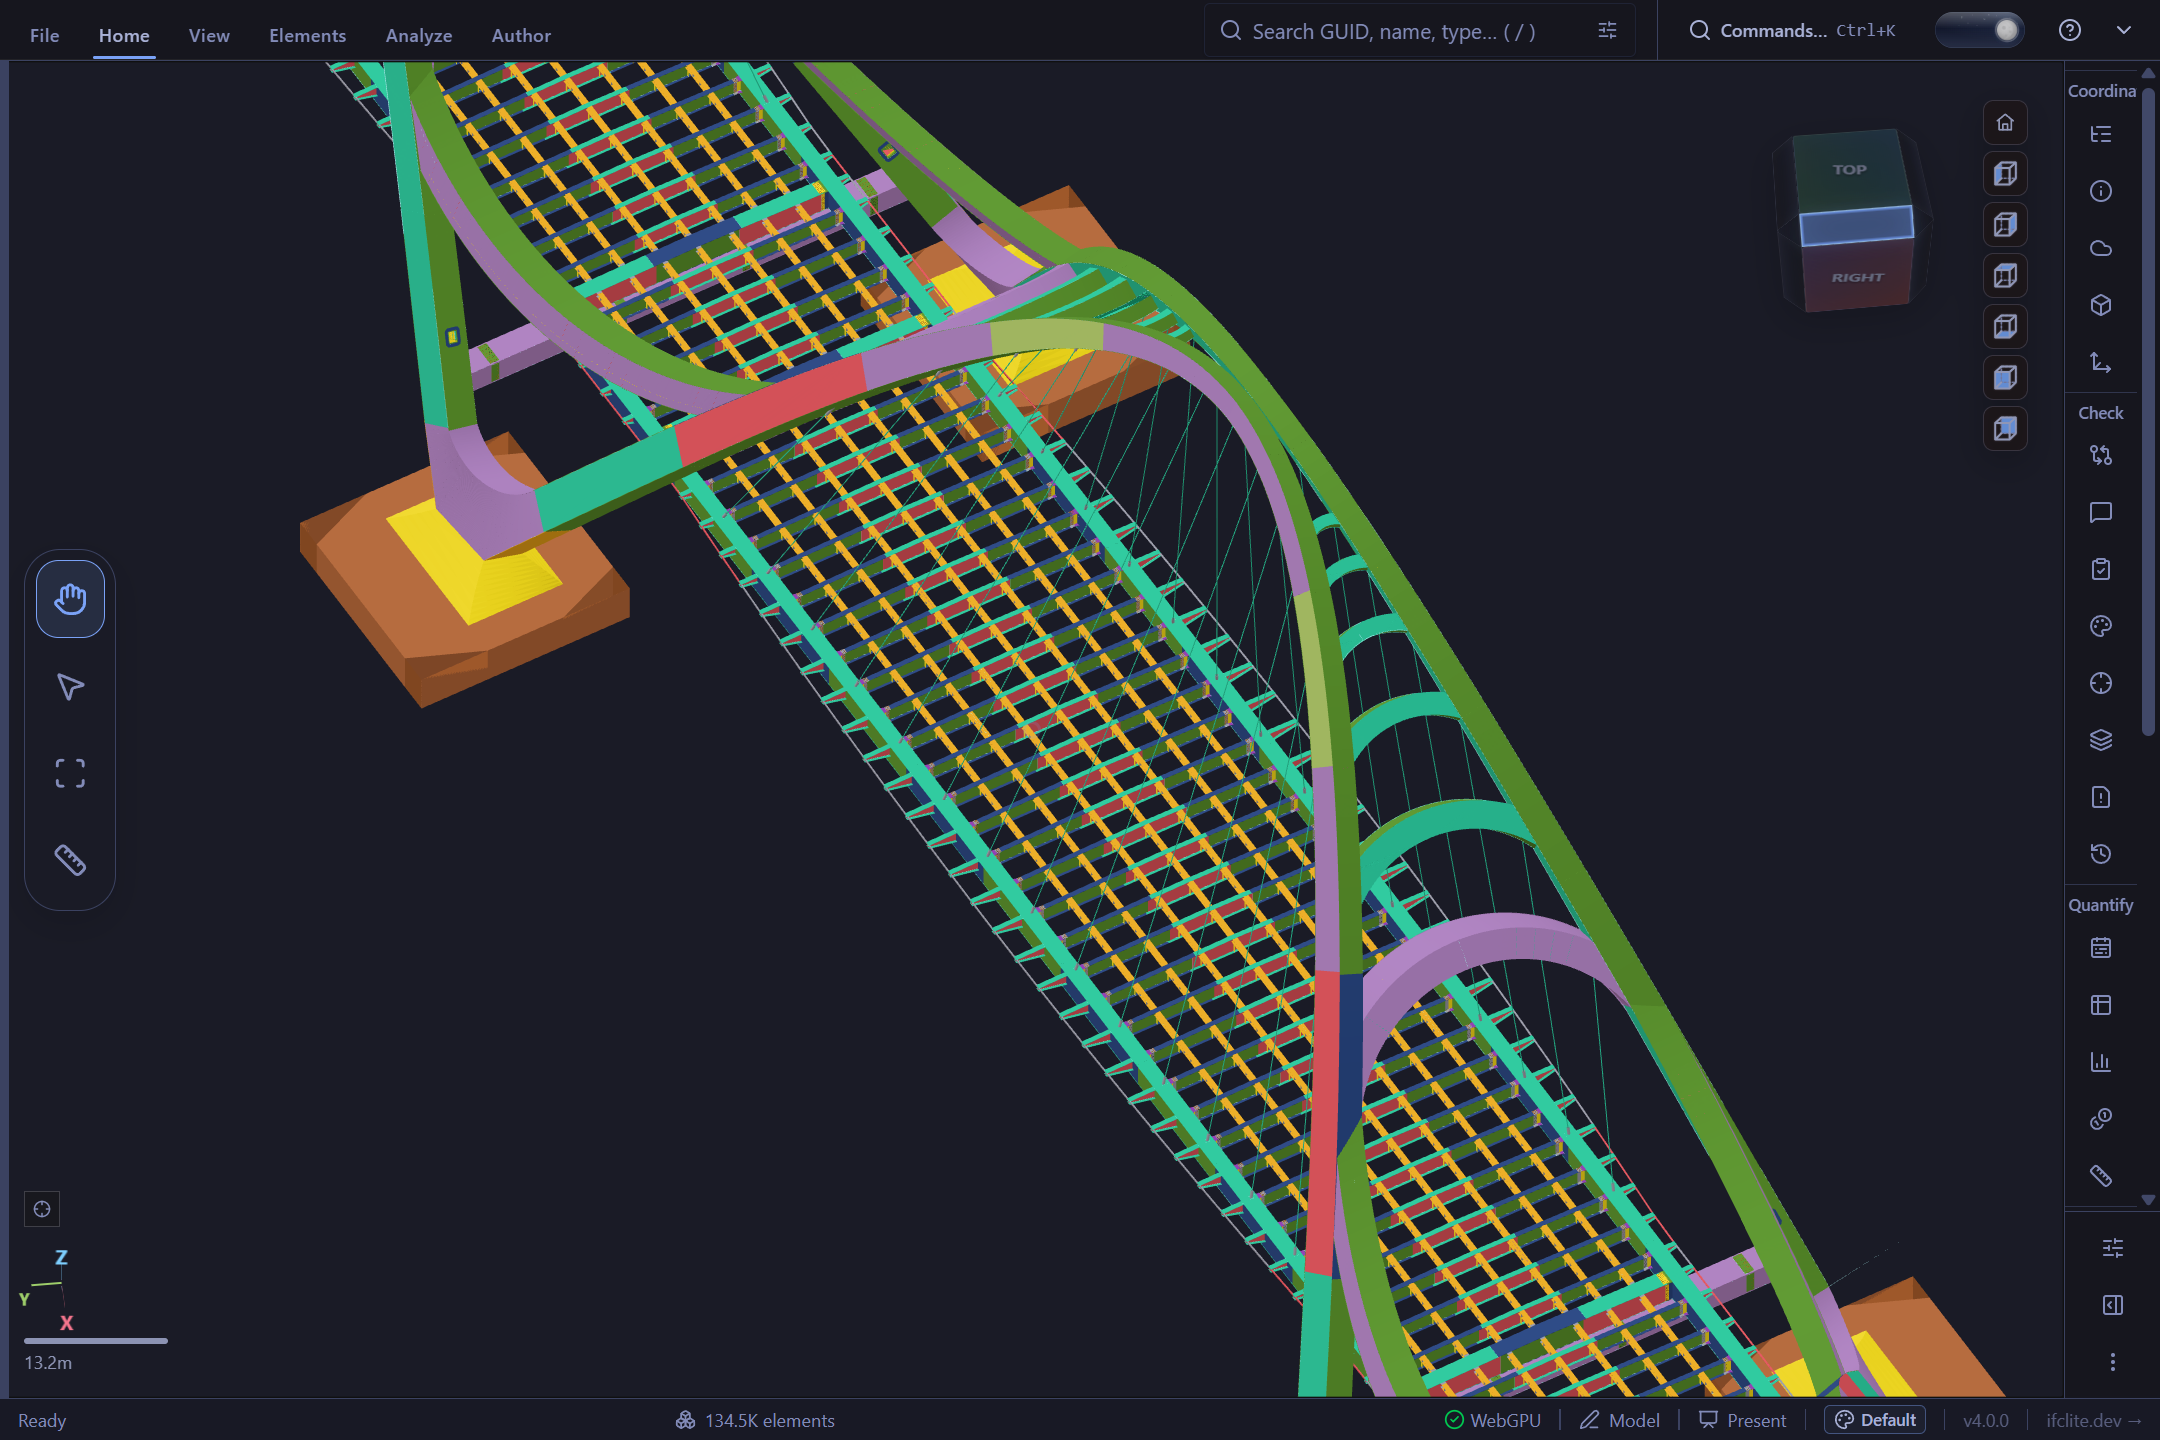 File Home View Elements Analyze Author
Search GUID, name, type... ( / )
Commands... Ctrl+K
Coordina
TOP
RIGHT
Check
Quantify
Z
Y
X
13.2m
Ready
134.5K elements
WebGPU
Model
Present
Default
v4.0.0
ifclite.dev →